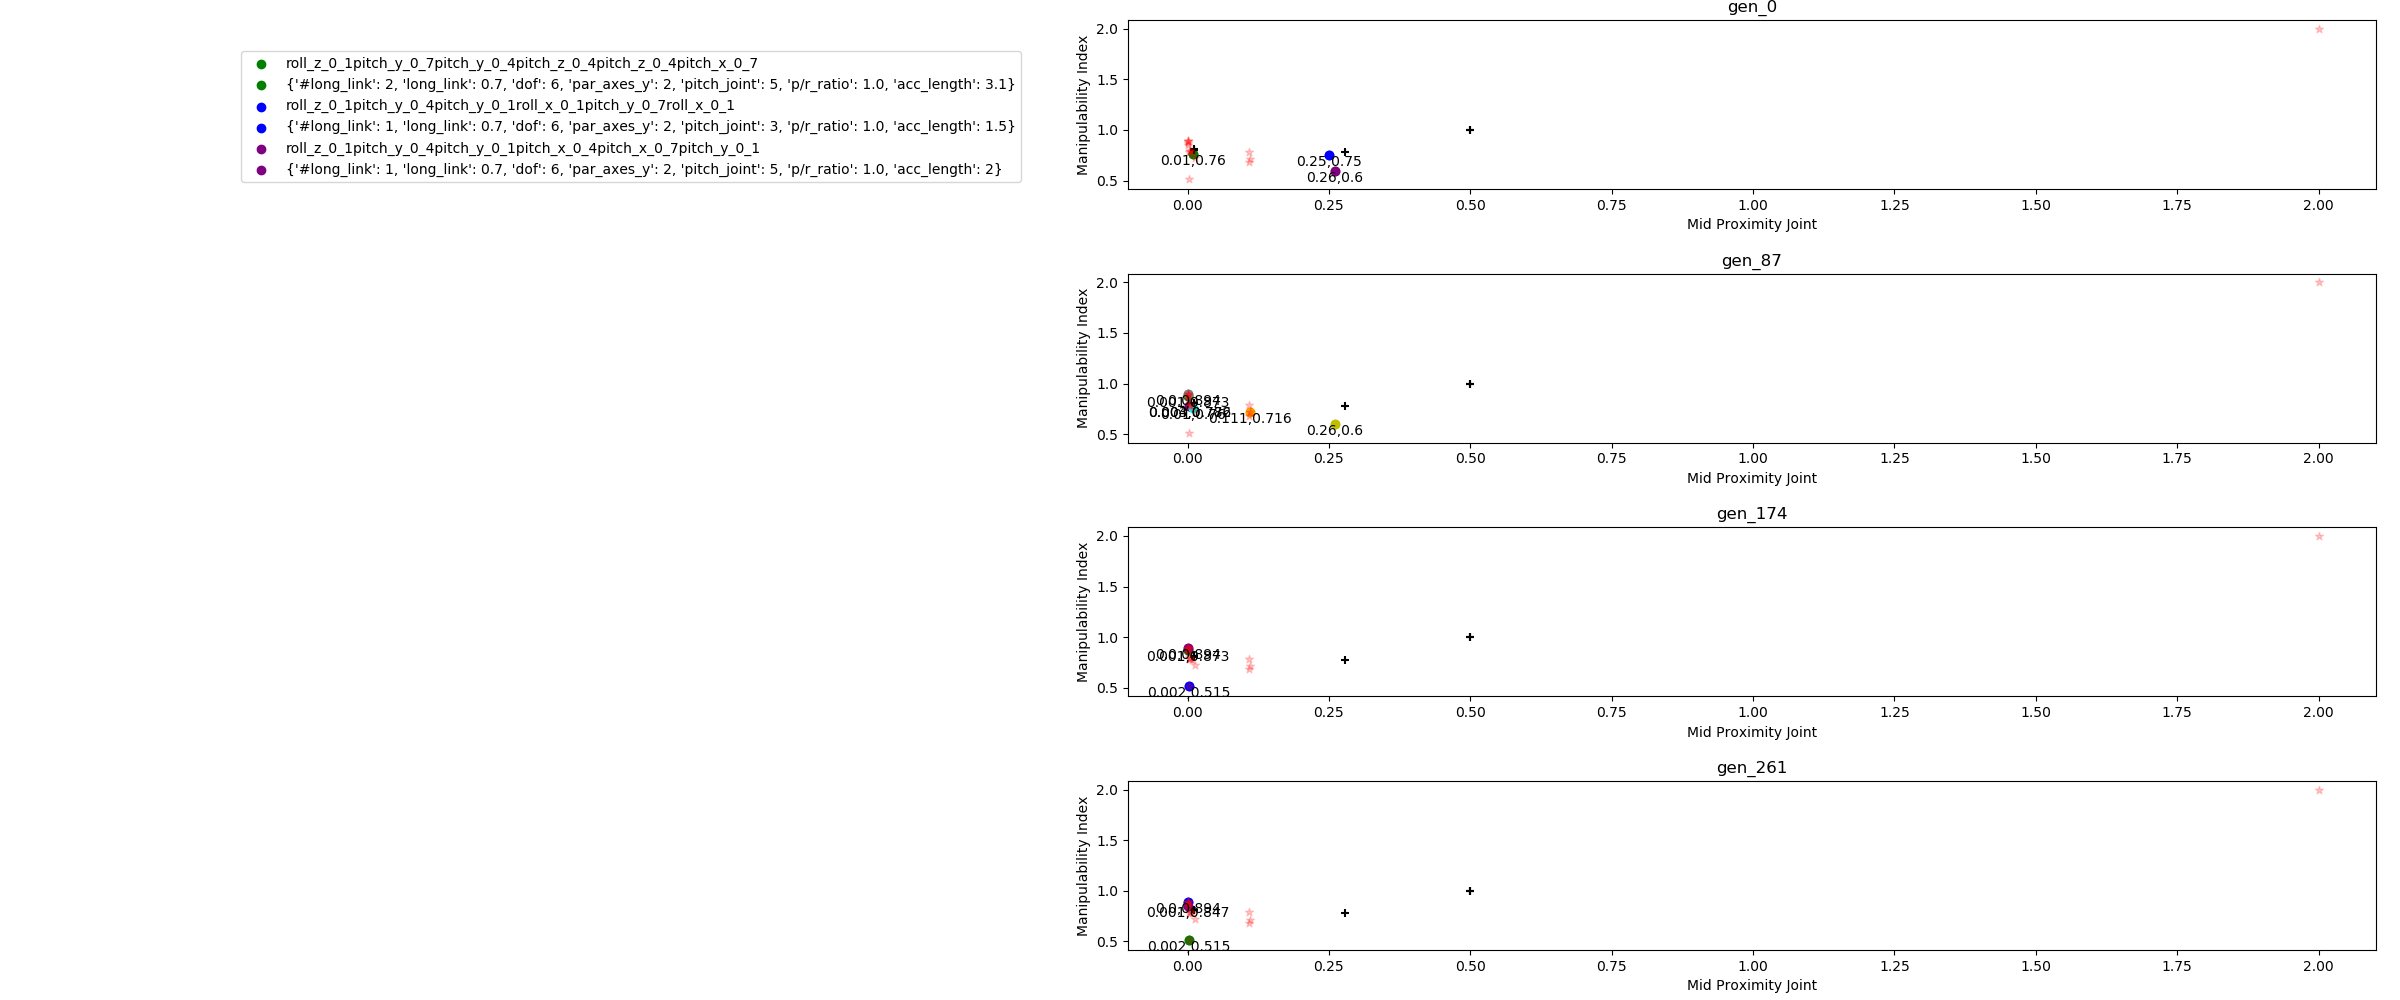 roll_z_0_1pitch_y_0_7pitch_y_0_4pitch_z_0_4pitch_z_0_4pitch_x_0_7
{'#long_link': 2, 'long_link': 0.7, 'dof': 6, 'par_axes_y': 2, 'pitch_joint': 5, 'p/r_ratio': 1.0, 'acc_length': 3.1}
roll_z_0_1pitch_y_0_4pitch_y_0_1roll_x_0_1pitch_y_0_7roll_x_0_1
{'#long_link': 1, 'long_link': 0.7, 'dof': 6, 'par_axes_y': 2, 'pitch_joint': 3, 'p/r_ratio': 1.0, 'acc_length': 1.5}
roll_z_0_1pitch_y_0_4pitch_y_0_1pitch_x_0_4pitch_x_0_7pitch_y_0_1
{'#long_link': 1, 'long_link': 0.7, 'dof': 6, 'par_axes_y': 2, 'pitch_joint': 5, 'p/r_ratio': 1.0, 'acc_length': 2}
gen_0
Manipulability Index
2.0
1.5
1.0
0.5
0.01,0.76
0.25,0.75
0.26,0.6
0.00 0.25 0.50 0.75 1.00 1.25 1.50 1.75 2.00
Mid Proximity Joint
gen_87
Manipulability Index
2.0
1.5
1.0
0.5
0.111,0.716
0.26,0.6
0.00 0.25 0.50 0.75 1.00 1.25 1.50 1.75 2.00
Mid Proximity Joint
gen_174
Manipulability Index
2.0
1.5
1.0
0.5
0.002,0.515
0.00 0.25 0.50 0.75 1.00 1.25 1.50 1.75 2.00
Mid Proximity Joint
gen_261
Manipulability Index
2.0
1.5
1.0
0.5
0.001,0.847
0.002,0.515
0.00 0.25 0.50 0.75 1.00 1.25 1.50 1.75 2.00
Mid Proximity Joint